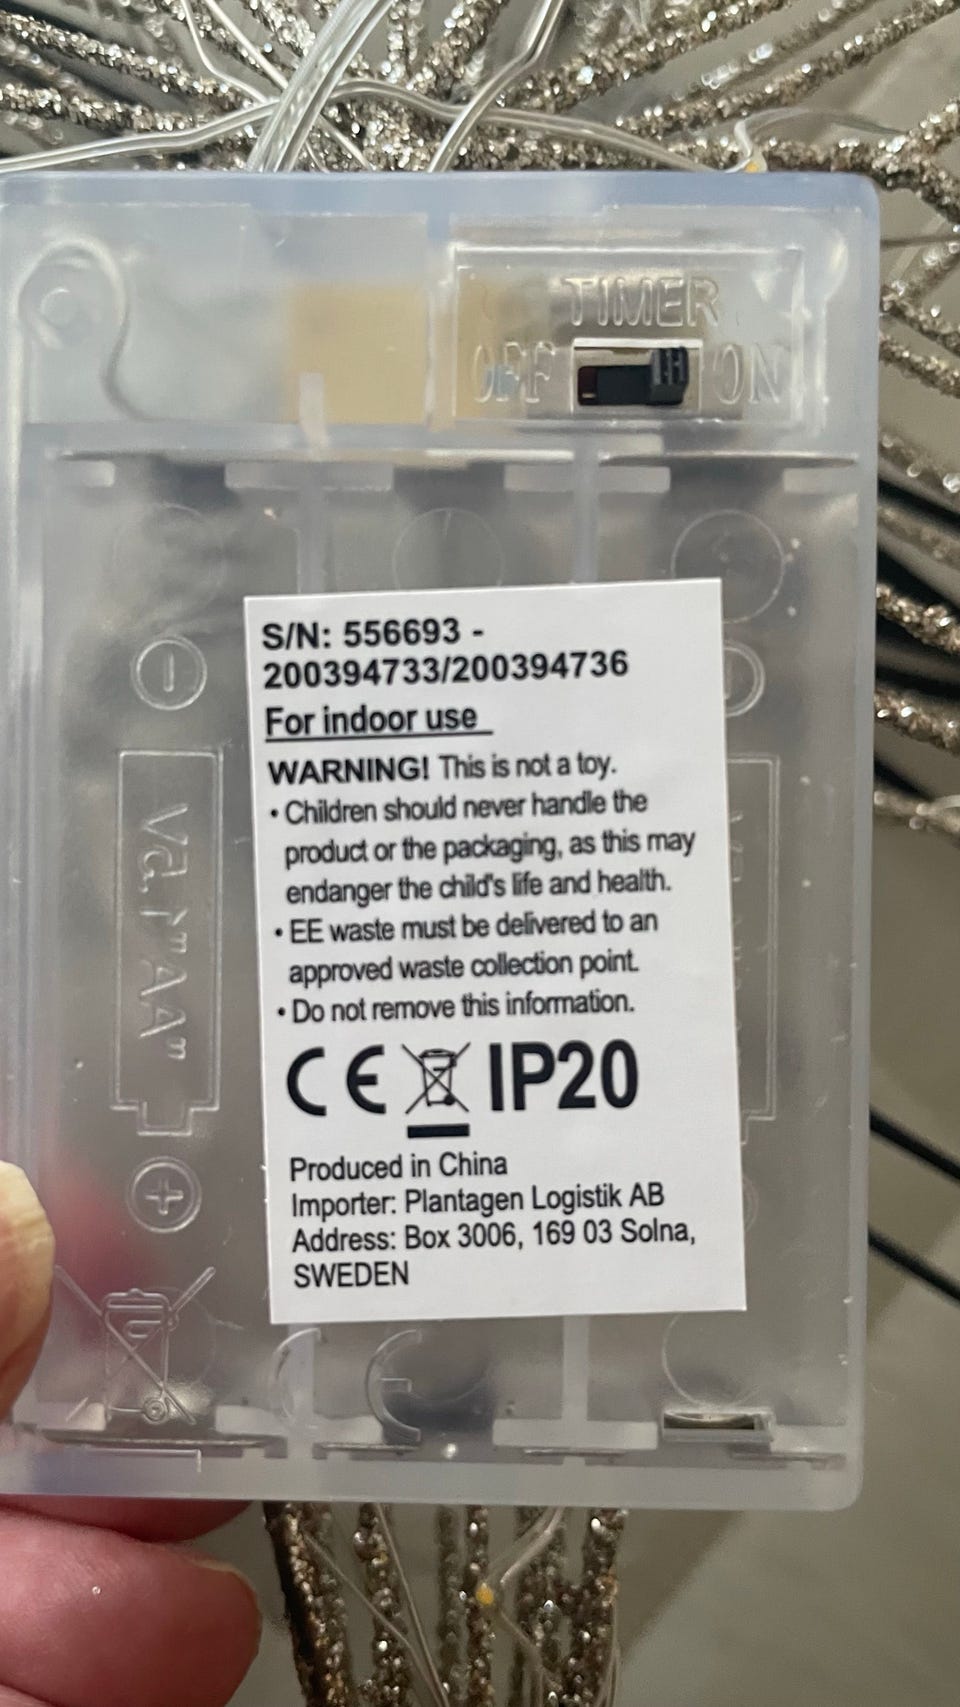 TIMER
OFF ON
S/N: 556693 -
200394733/200394736
For indoor use
WARNING! This is not a toy.
• Children should never handle the
product or the packaging, as this may
endanger the child's life and health.
• EE waste must be delivered to an
approved waste collection point.
• Do not remove this information.
CE IP20
Produced in China
Importer: Plantagen Logistik AB
Address: Box 3006, 169 03 Solna,
SWEDEN
"AA"
CE